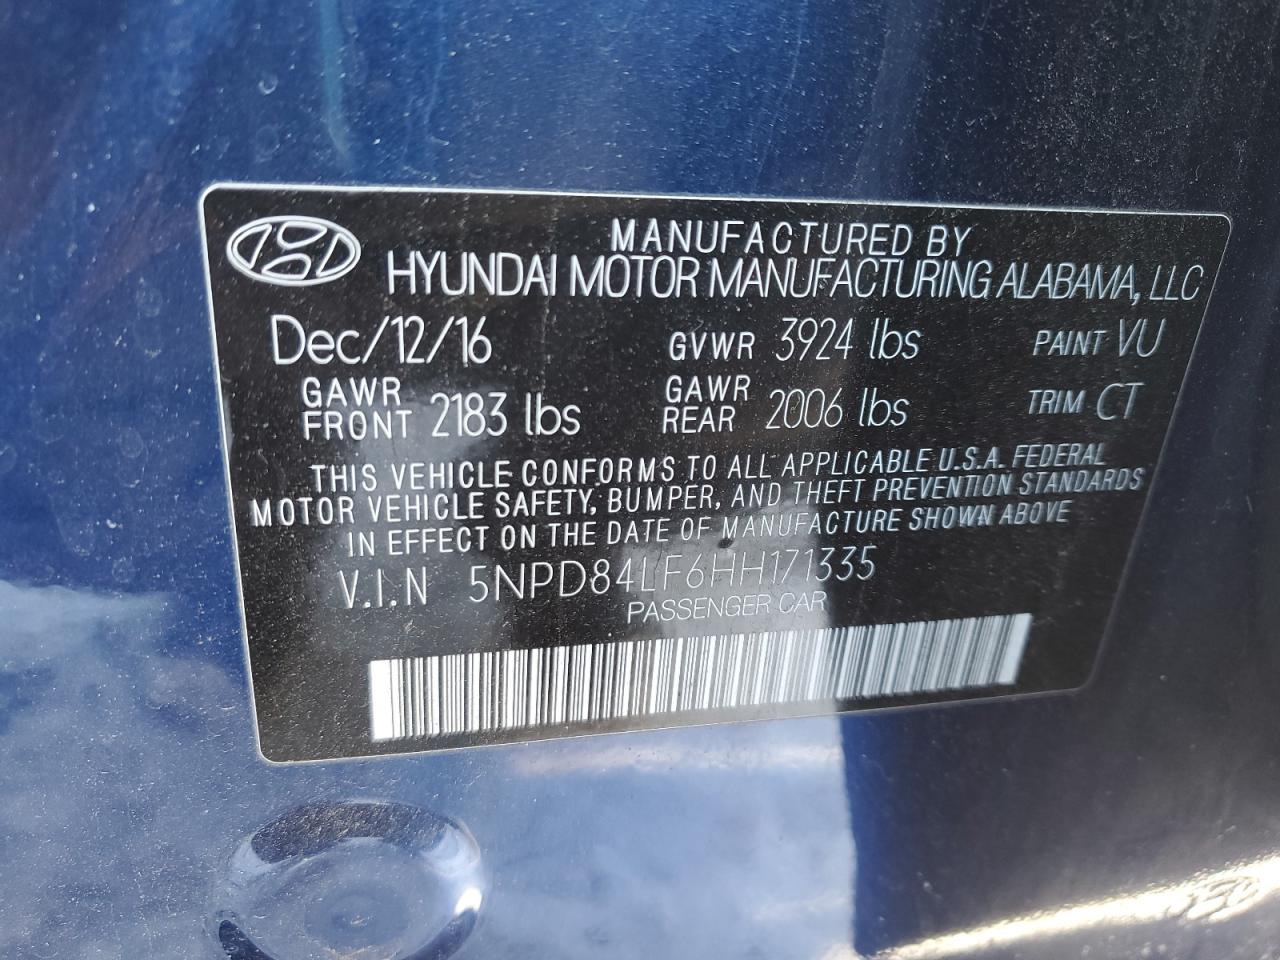 MANUFACTURED BY
HYUNDAI MOTOR MANUFACTURING ALABAMA, LLC
Dec/12/16 GVWR 3924 lbs PAINT VU
GAWR FRONT 2183 lbs GAWR REAR 2006 lbs TRIM CT
THIS VEHICLE CONFORMS TO ALL APPLICABLE U.S.A. FEDERAL
MOTOR VEHICLE SAFETY, BUMPER, AND THEFT PREVENTION STANDARDS
IN EFFECT ON THE DATE OF MANUFACTURE SHOWN ABOVE
V.I.N 5NPD84LF6HH171335
PASSENGER CAR